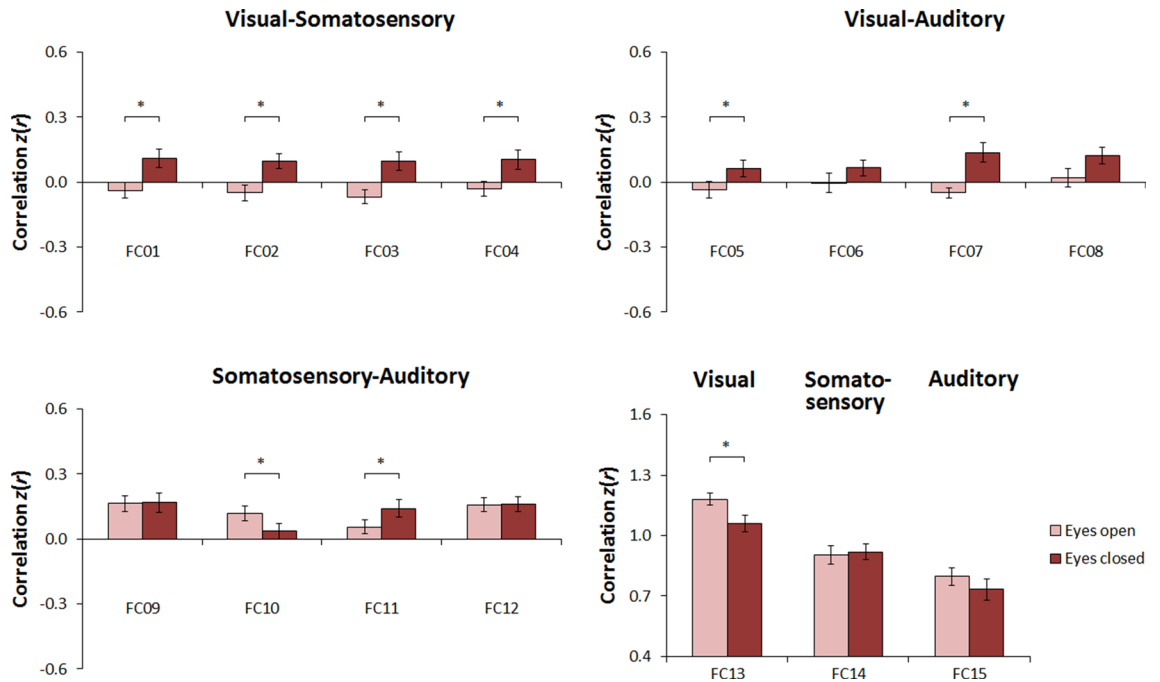 Visual-Somatosensory
Correlation z(r)
0.6
0.3
0.0
-0.3
-0.6
*
*
*
*
FC01
FC02
FC03
FC04
Visual-Auditory
Correlation z(r)
0.6
0.3
0.0
-0.3
-0.6
*
*
FC05
FC06
FC07
FC08
Somatosensory-Auditory
Correlation z(r)
0.6
0.3
0.0
-0.3
-0.6
*
*
FC09
FC10
FC11
FC12
Visual
Somato-
sensory
Auditory
Correlation z(r)
1.6
1.3
1.0
0.7
0.4
*
FC13
FC14
FC15
Eyes open
Eyes closed